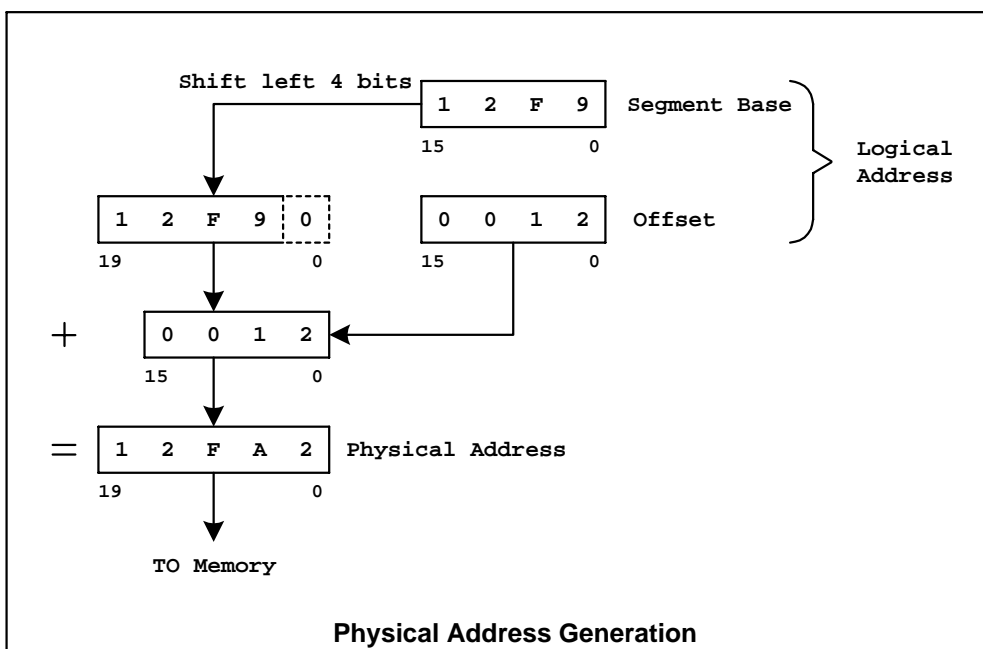 Shift left 4 bits
1 2 F 9 Segment Base
15 0
Logical
Address
1 2 F 9 0
0 0 1 2 Offset
19 0
15 0
+ 0 0 1 2
15 0
= 1 2 F A 2 Physical Address
19 0
TO Memory
Physical Address Generation